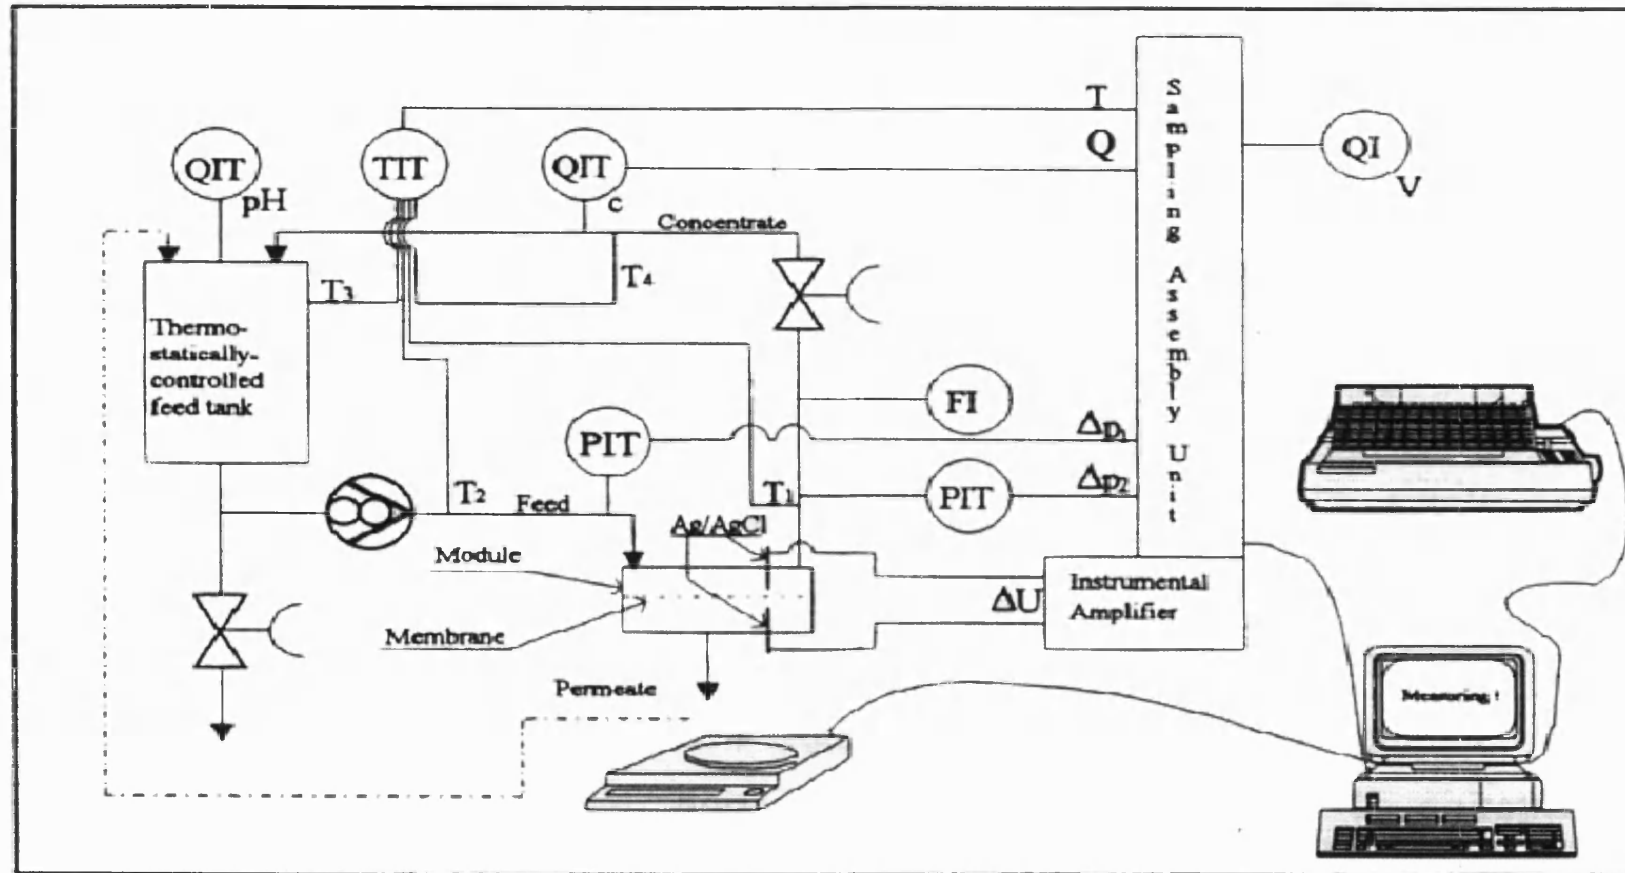 T
Q
QIT
pH
TIT
QIT
c
QI
V
Concentrate
T3
T4
Thermo-
statically-
controlled
feed tank
FI
PIT
Δp1
T2
Feed
T1
PIT
Δp2
Ag/AgCl
Module
Membrane
ΔU
Instrumental
Amplifier
Permeate
Measuring !
Sampling Assembly Unit